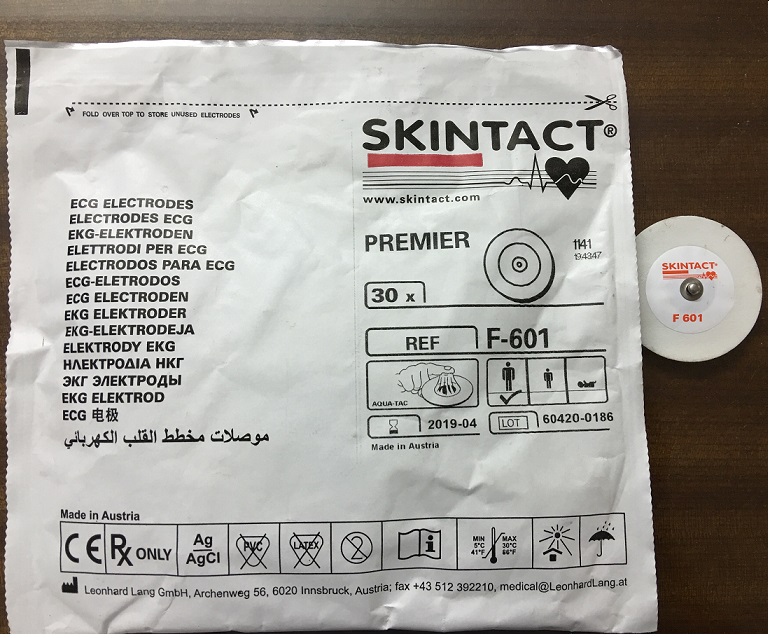 FOLD OVER TOP TO STORE UNUSED ELECTRODES
SKINTACT®
www.skintact.com
ECG ELECTRODES
ELECTRODES ECG
EKG-ELEKTRODEN
ELETTRODI PER ECG
ELECTRODOS PARA ECG
ECG-ELETRODOS
ECG ELECTRODEN
EKG ELEKTRODER
EKG-ELEKTRODEJA
ELEKTRODY EKG
ΗΛΕΚΤΡΟΔΙΑ ΗΚΓ
ЭКГ ЭЛЕКТРОДЫ
EKG ELEKTROD
ECG 电极
موصلات مخطط القلب الكهربائي
PREMIER
1141
19.4347
30 x
REF F-601
AQUA-TAC
2019-04
LOT 60420-0186
Made in Austria
SKINTACT®
F 601
Made in Austria
CE
Rx ONLY
Ag
AgCl
PVC
LATEX
2
i
MIN
5°C
41°F
MAX
30°C
86°F
Leonhard Lang GmbH, Archenweg 56, 6020 Innsbruck, Austria; fax +43 512 392210, medical@LeonhardLang.at